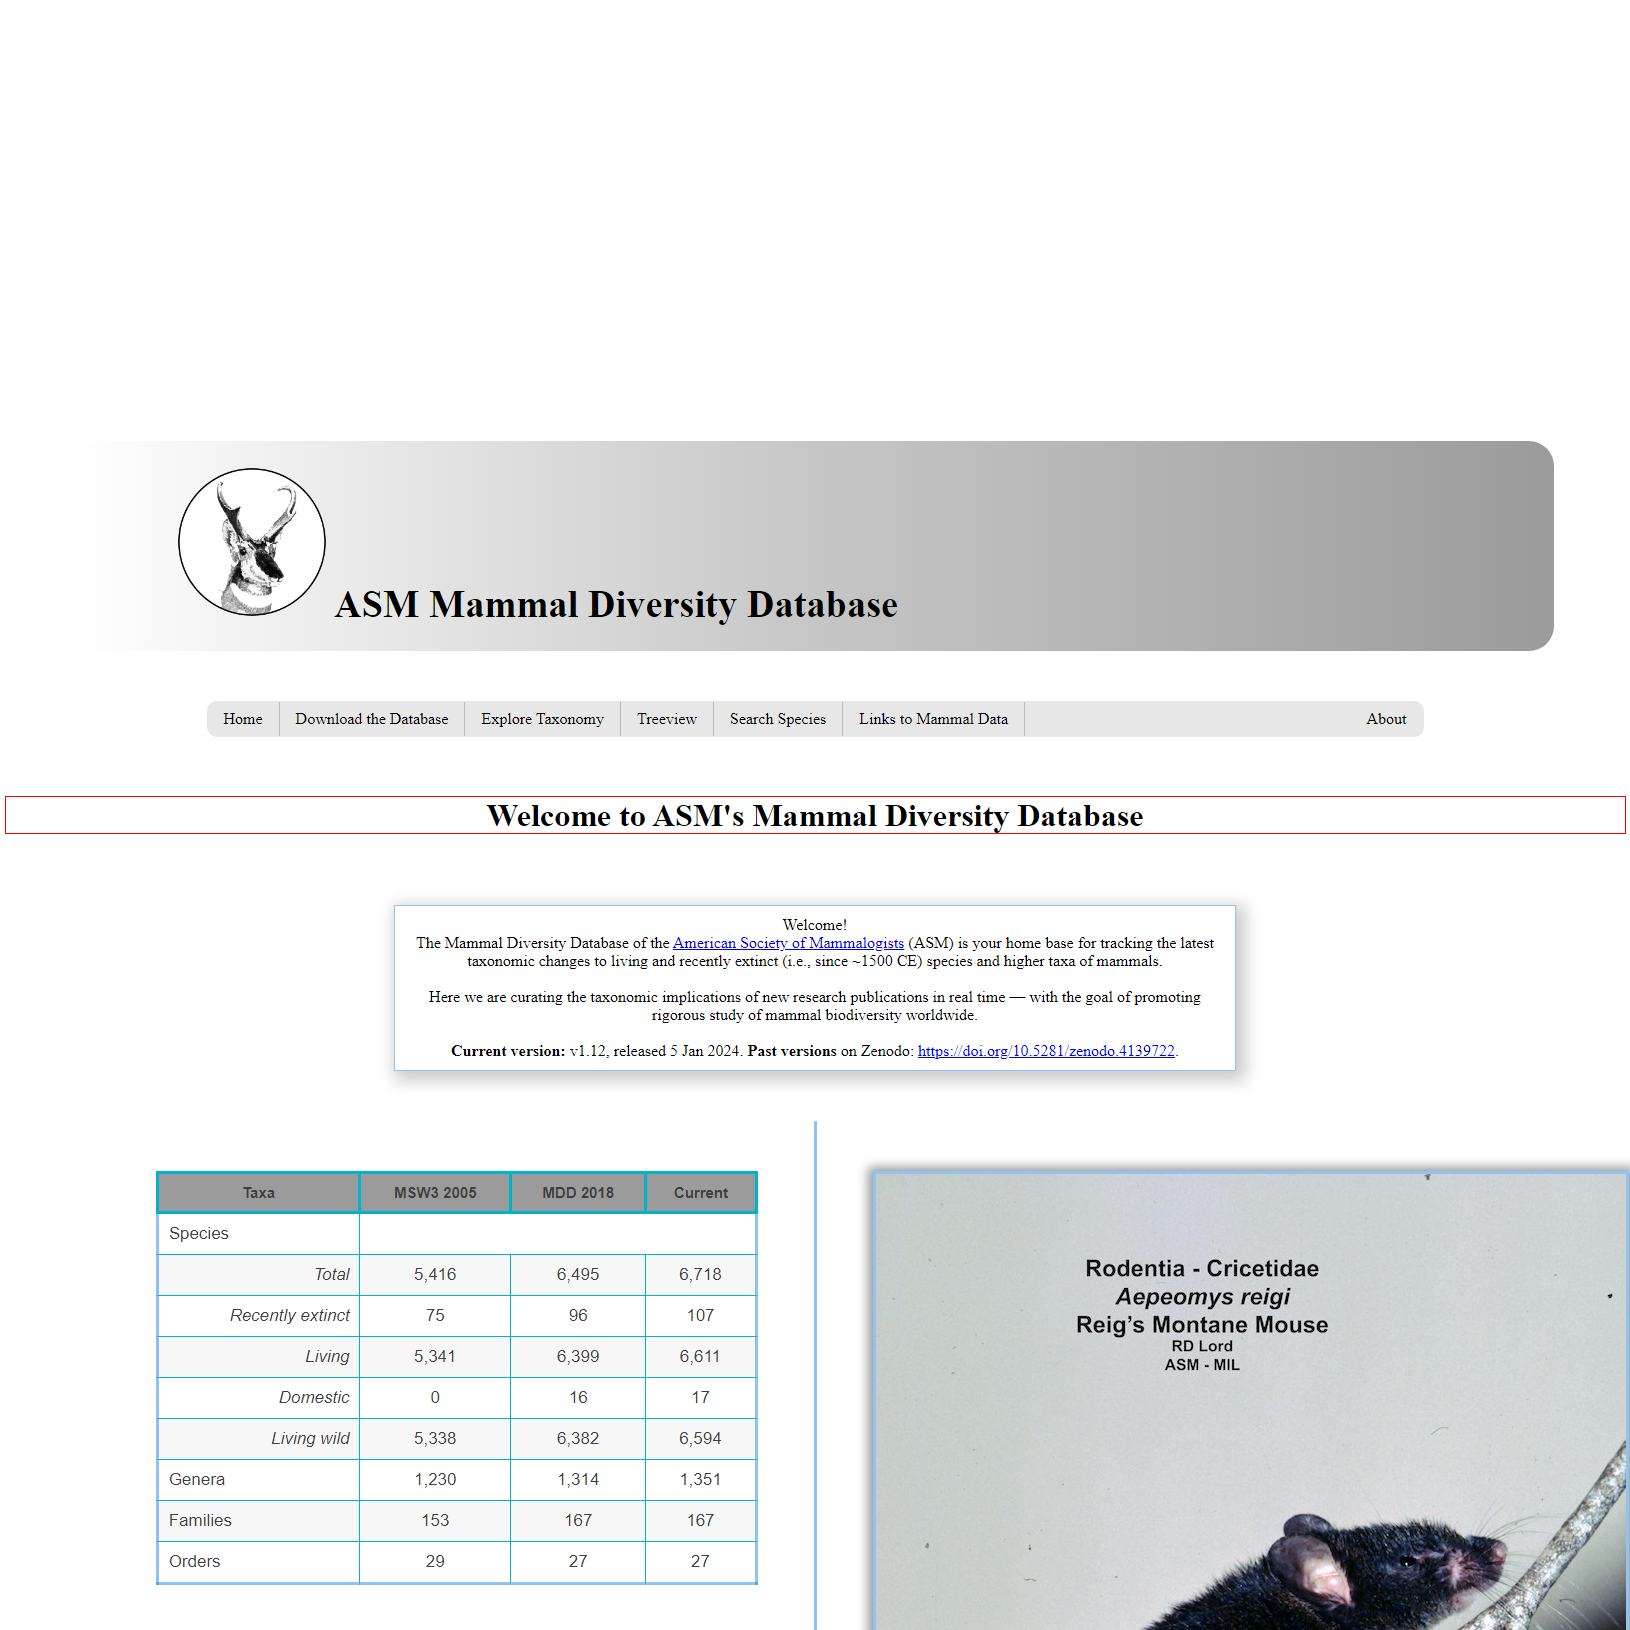 ASM Mammal Diversity Database
Home Download the Database Explore Taxonomy Treeview Search Species Links to Mammal Data About
Welcome to ASM's Mammal Diversity Database
Welcome!
The Mammal Diversity Database of the American Society of Mammalogists (ASM) is your home base for tracking the latest
taxonomic changes to living and recently extinct (i.e., since ~1500 CE) species and higher taxa of mammals.
Here we are curating the taxonomic implications of new research publications in real time — with the goal of promoting
rigorous study of mammal biodiversity worldwide.
Current version: v1.12, released 5 Jan 2024. Past versions on Zenodo: https://doi.org/10.5281/zenodo.4139722.
Taxa MSW3 2005 MDD 2018 Current
Species
Total 5,416 6,495 6,718
Recently extinct 75 96 107
Living 5,341 6,399 6,611
Domestic 0 16 17
Living wild 5,338 6,382 6,594
Genera 1,230 1,314 1,351
Families 153 167 167
Orders 29 27 27
Rodentia - Cricetidae
Aepeomys reigi
Reig’s Montane Mouse
RD Lord
ASM - MIL